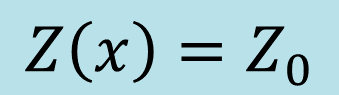 Z(x) = Z₀